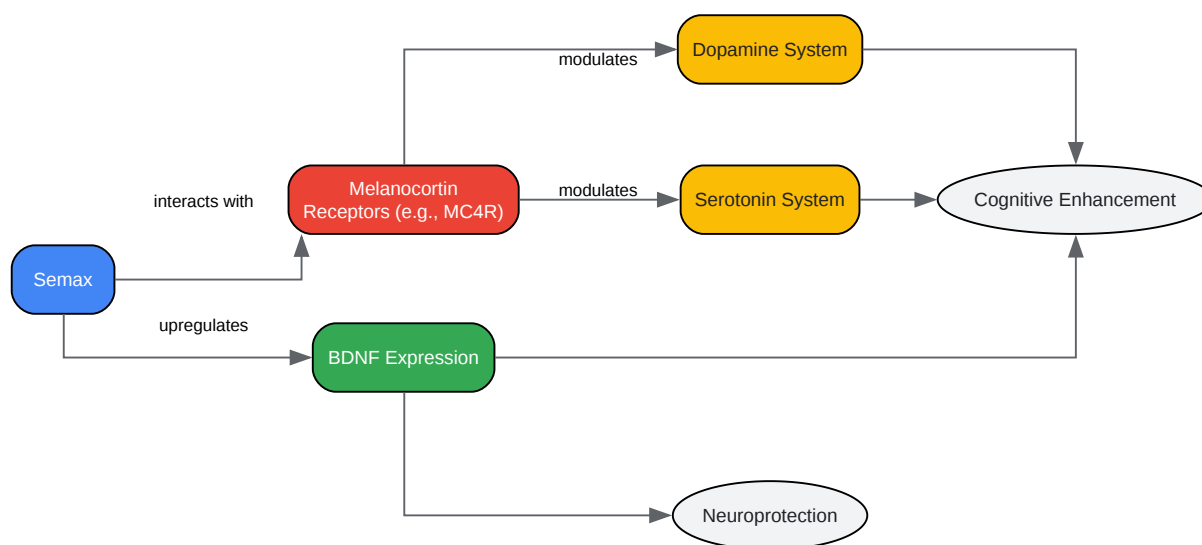 Dopamine System
modulates
Melanocortin
Receptors (e.g., MC4R)
interacts with
modulates
Serotonin System
Cognitive Enhancement
Semax
upregulates
BDNF Expression
Neuroprotection